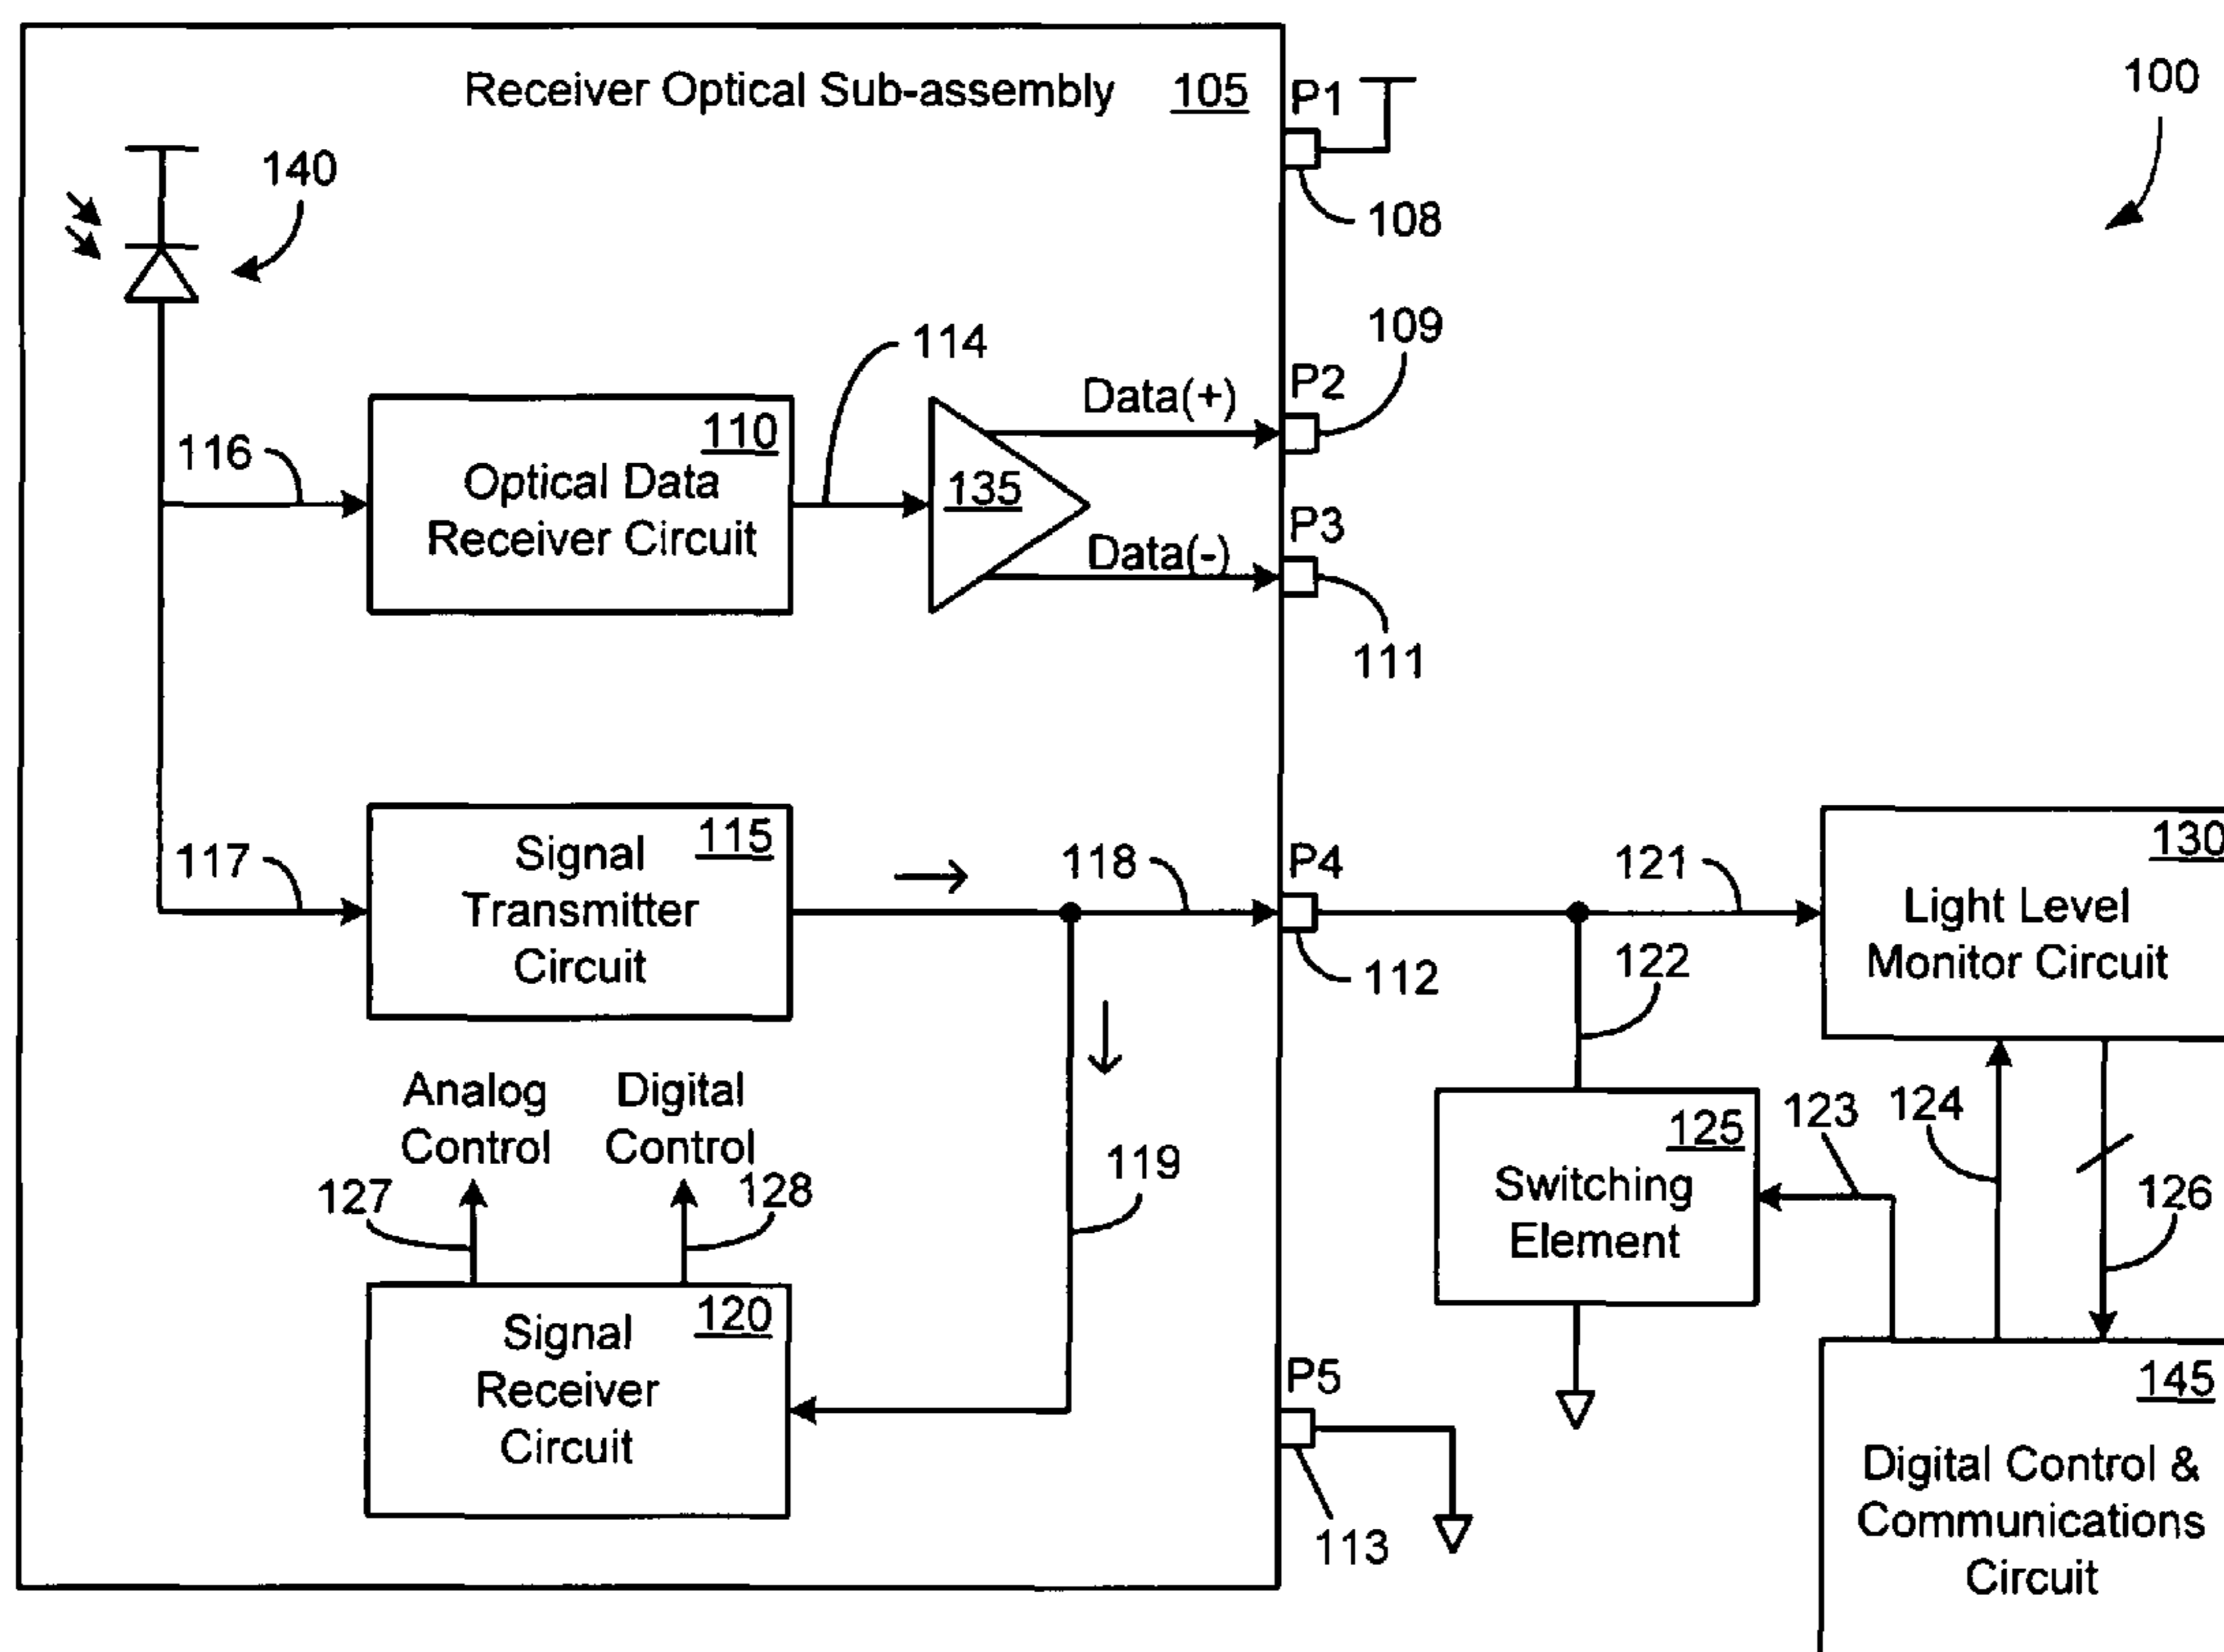 Receiver Optical Sub-assembly 105
P1
100
140
108
109
114
P2
Data(+)
110
116
Optical Data
Receiver Circuit
135
P3
Data(-)
111
115
117
Signal
Transmitter
Circuit
118
P4
121
130
Light Level
Monitor Circuit
112
122
Analog
Control
Digital
Control
127
128
119
125
Switching
Element
123
124
126
120
Signal
Receiver
Circuit
P5
113
145
Digital Control &
Communications
Circuit